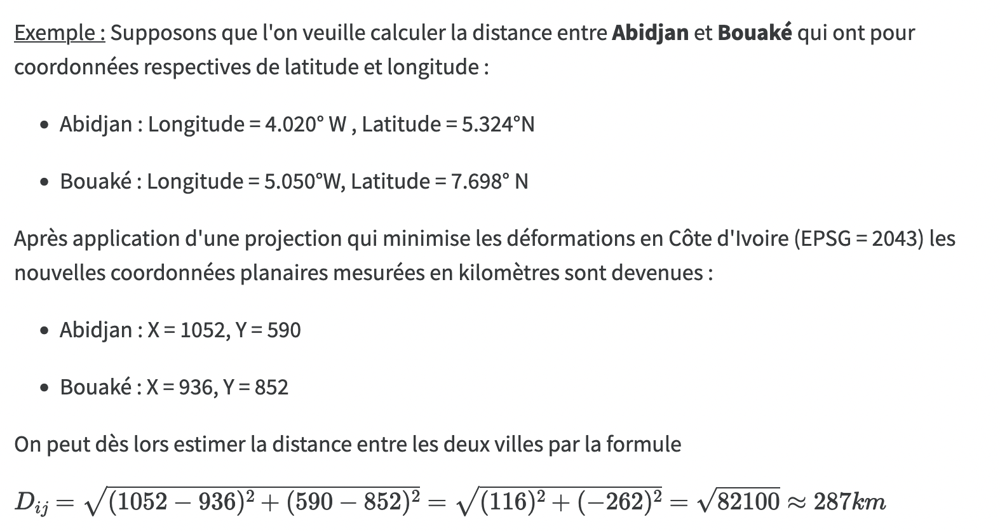 Exemple : Supposons que l'on veuille calculer la distance entre Abidjan et Bouaké qui ont pour
coordonnées respectives de latitude et longitude :
• Abidjan : Longitude = 4.020° W , Latitude = 5.324°N
• Bouaké : Longitude = 5.050°W, Latitude = 7.698° N
Après application d'une projection qui minimise les déformations en Côte d'Ivoire (EPSG = 2043) les
nouvelles coordonnées planaires mesurées en kilomètres sont devenues :
• Abidjan : X = 1052, Y = 590
• Bouaké : X = 936, Y = 852
On peut dès lors estimer la distance entre les deux villes par la formule
D_{ij} = √((1052 − 936)² + (590 − 852)²) = √((116)² + (−262)²) = √82100 ≈ 287km